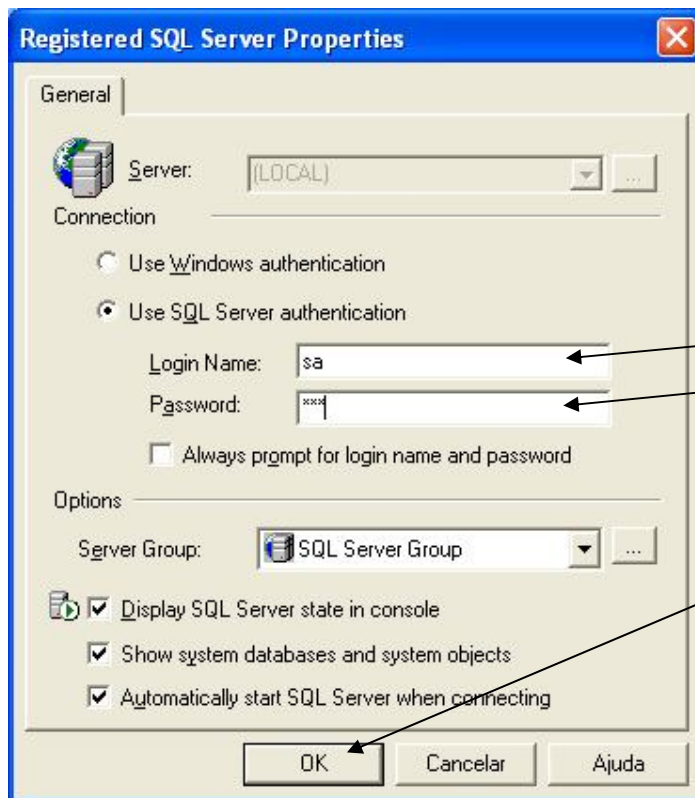 Registered SQL Server Properties
General
Server: (LOCAL) ...
Connection
Use Windows authentication
Use SQL Server authentication
Login Name: sa
Password: ***
Always prompt for login name and password
Options
Server Group: SQL Server Group ...
Display SQL Server state in console
Show system databases and system objects
Automatically start SQL Server when connecting
OK Cancelar Ajuda